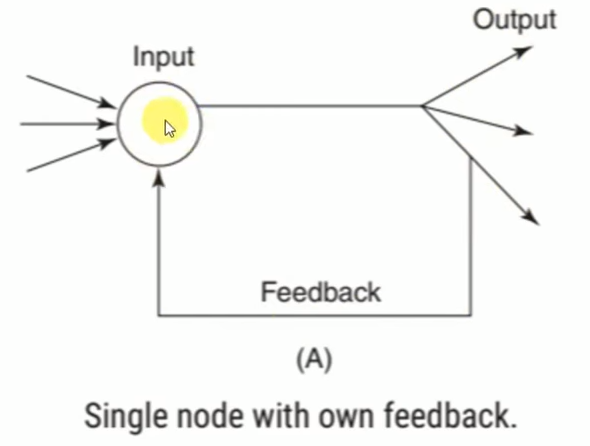 Output
Input
Feedback
(A)
Single node with own feedback.